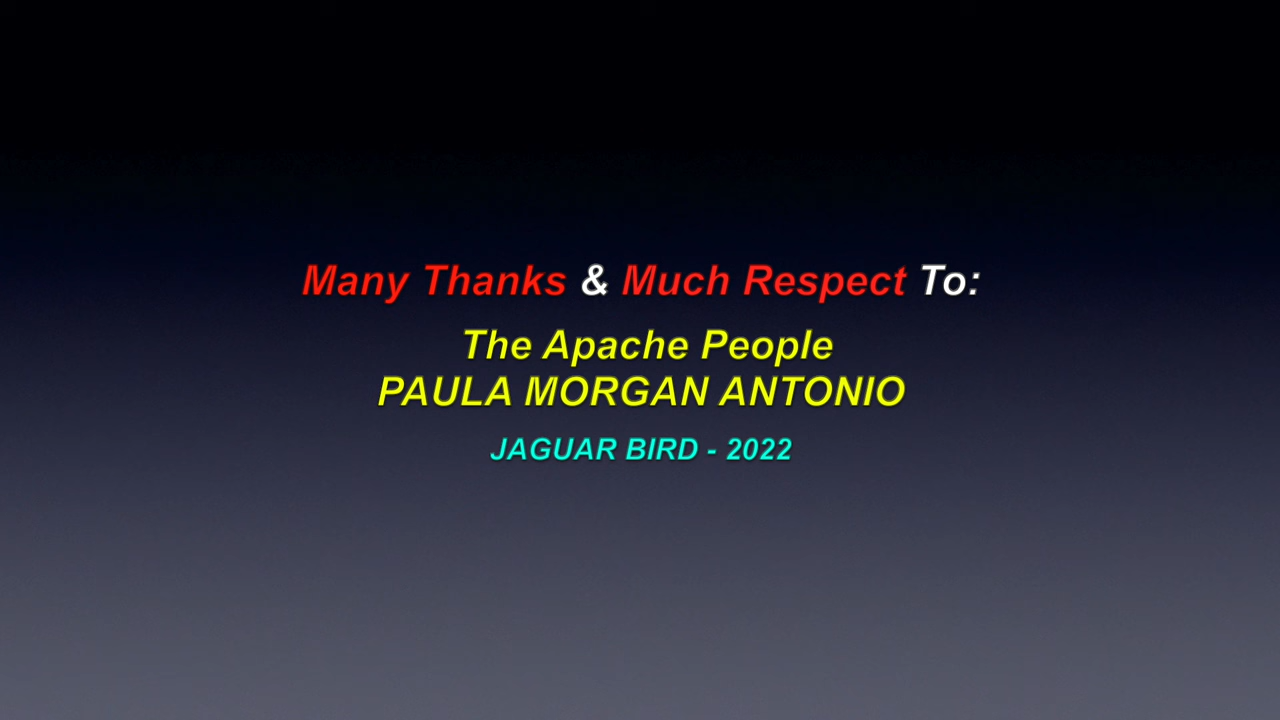 Many Thanks & Much Respect To:
The Apache People
PAULA MORGAN ANTONIO
JAGUAR BIRD - 2022